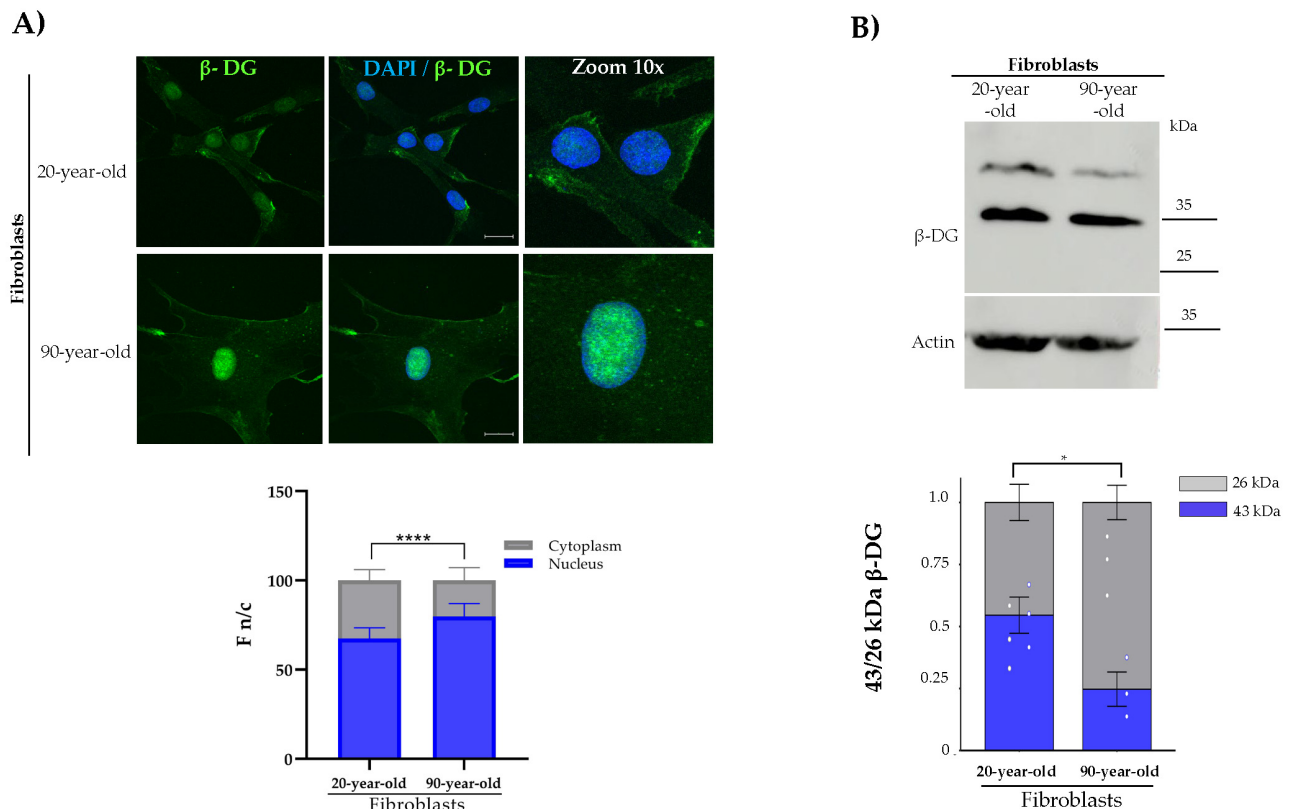 A)
β- DG
DAPI / β- DG
Zoom 10x
Fibroblasts
20-year-old
90-year-old
150
100
50
0
F n/c
****
Cytoplasm
Nucleus
20-year-old
90-year-old
Fibroblasts
B)
Fibroblasts
20-year
-old
90-year
-old
kDa
35
β-DG
25
35
Actin
*
26 kDa
43 kDa
1.0
0.75
0.5
0.25
0
43/26 kDa β-DG
20-year-old
90-year-old
Fibroblasts